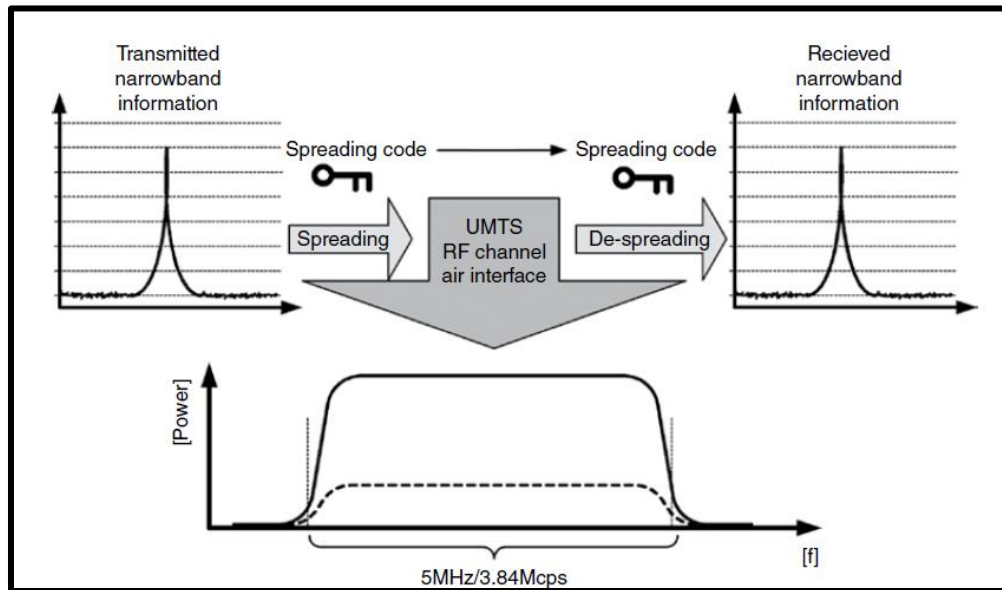 Transmitted
narrowband
information
Recieved
narrowband
information
Spreading code
Spreading code
Spreading
UMTS
RF channel
air interface
De-spreading
[Power]
[f]
5MHz/3.84Mcps